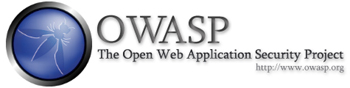 OWASP
The Open Web Application Security Project
http://www.owasp.org